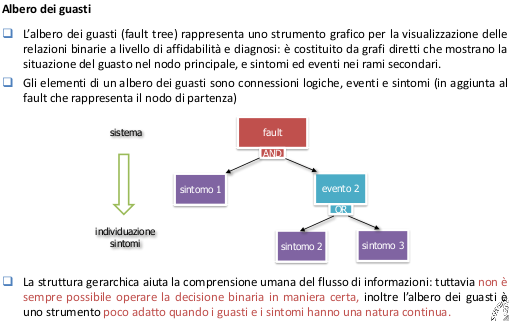 Albero dei guasti
L'albero dei guasti (fault tree) rappresenta uno strumento grafico per la visualizzazione delle
relazioni binarie a livello di affidabilità e diagnosi: è costituito da grafi diretti che mostrano la
situazione del guasto nel nodo principale, e sintomi ed eventi nei rami secondari.
Gli elementi di un albero dei guasti sono connessioni logiche, eventi e sintomi (in aggiunta al
fault che rappresenta il nodo di partenza)
sistema
fault
AND
sintomo 1
evento 2
OR
individuazione
sintomi
sintomo 2
sintomo 3
La struttura gerarchica aiuta la comprensione umana del flusso di informazioni: tuttavia non è
sempre possibile operare la decisione binaria in maniera certa, inoltre l'albero dei guasti è
uno strumento poco adatto quando i guasti e i sintomi hanno una natura continua.